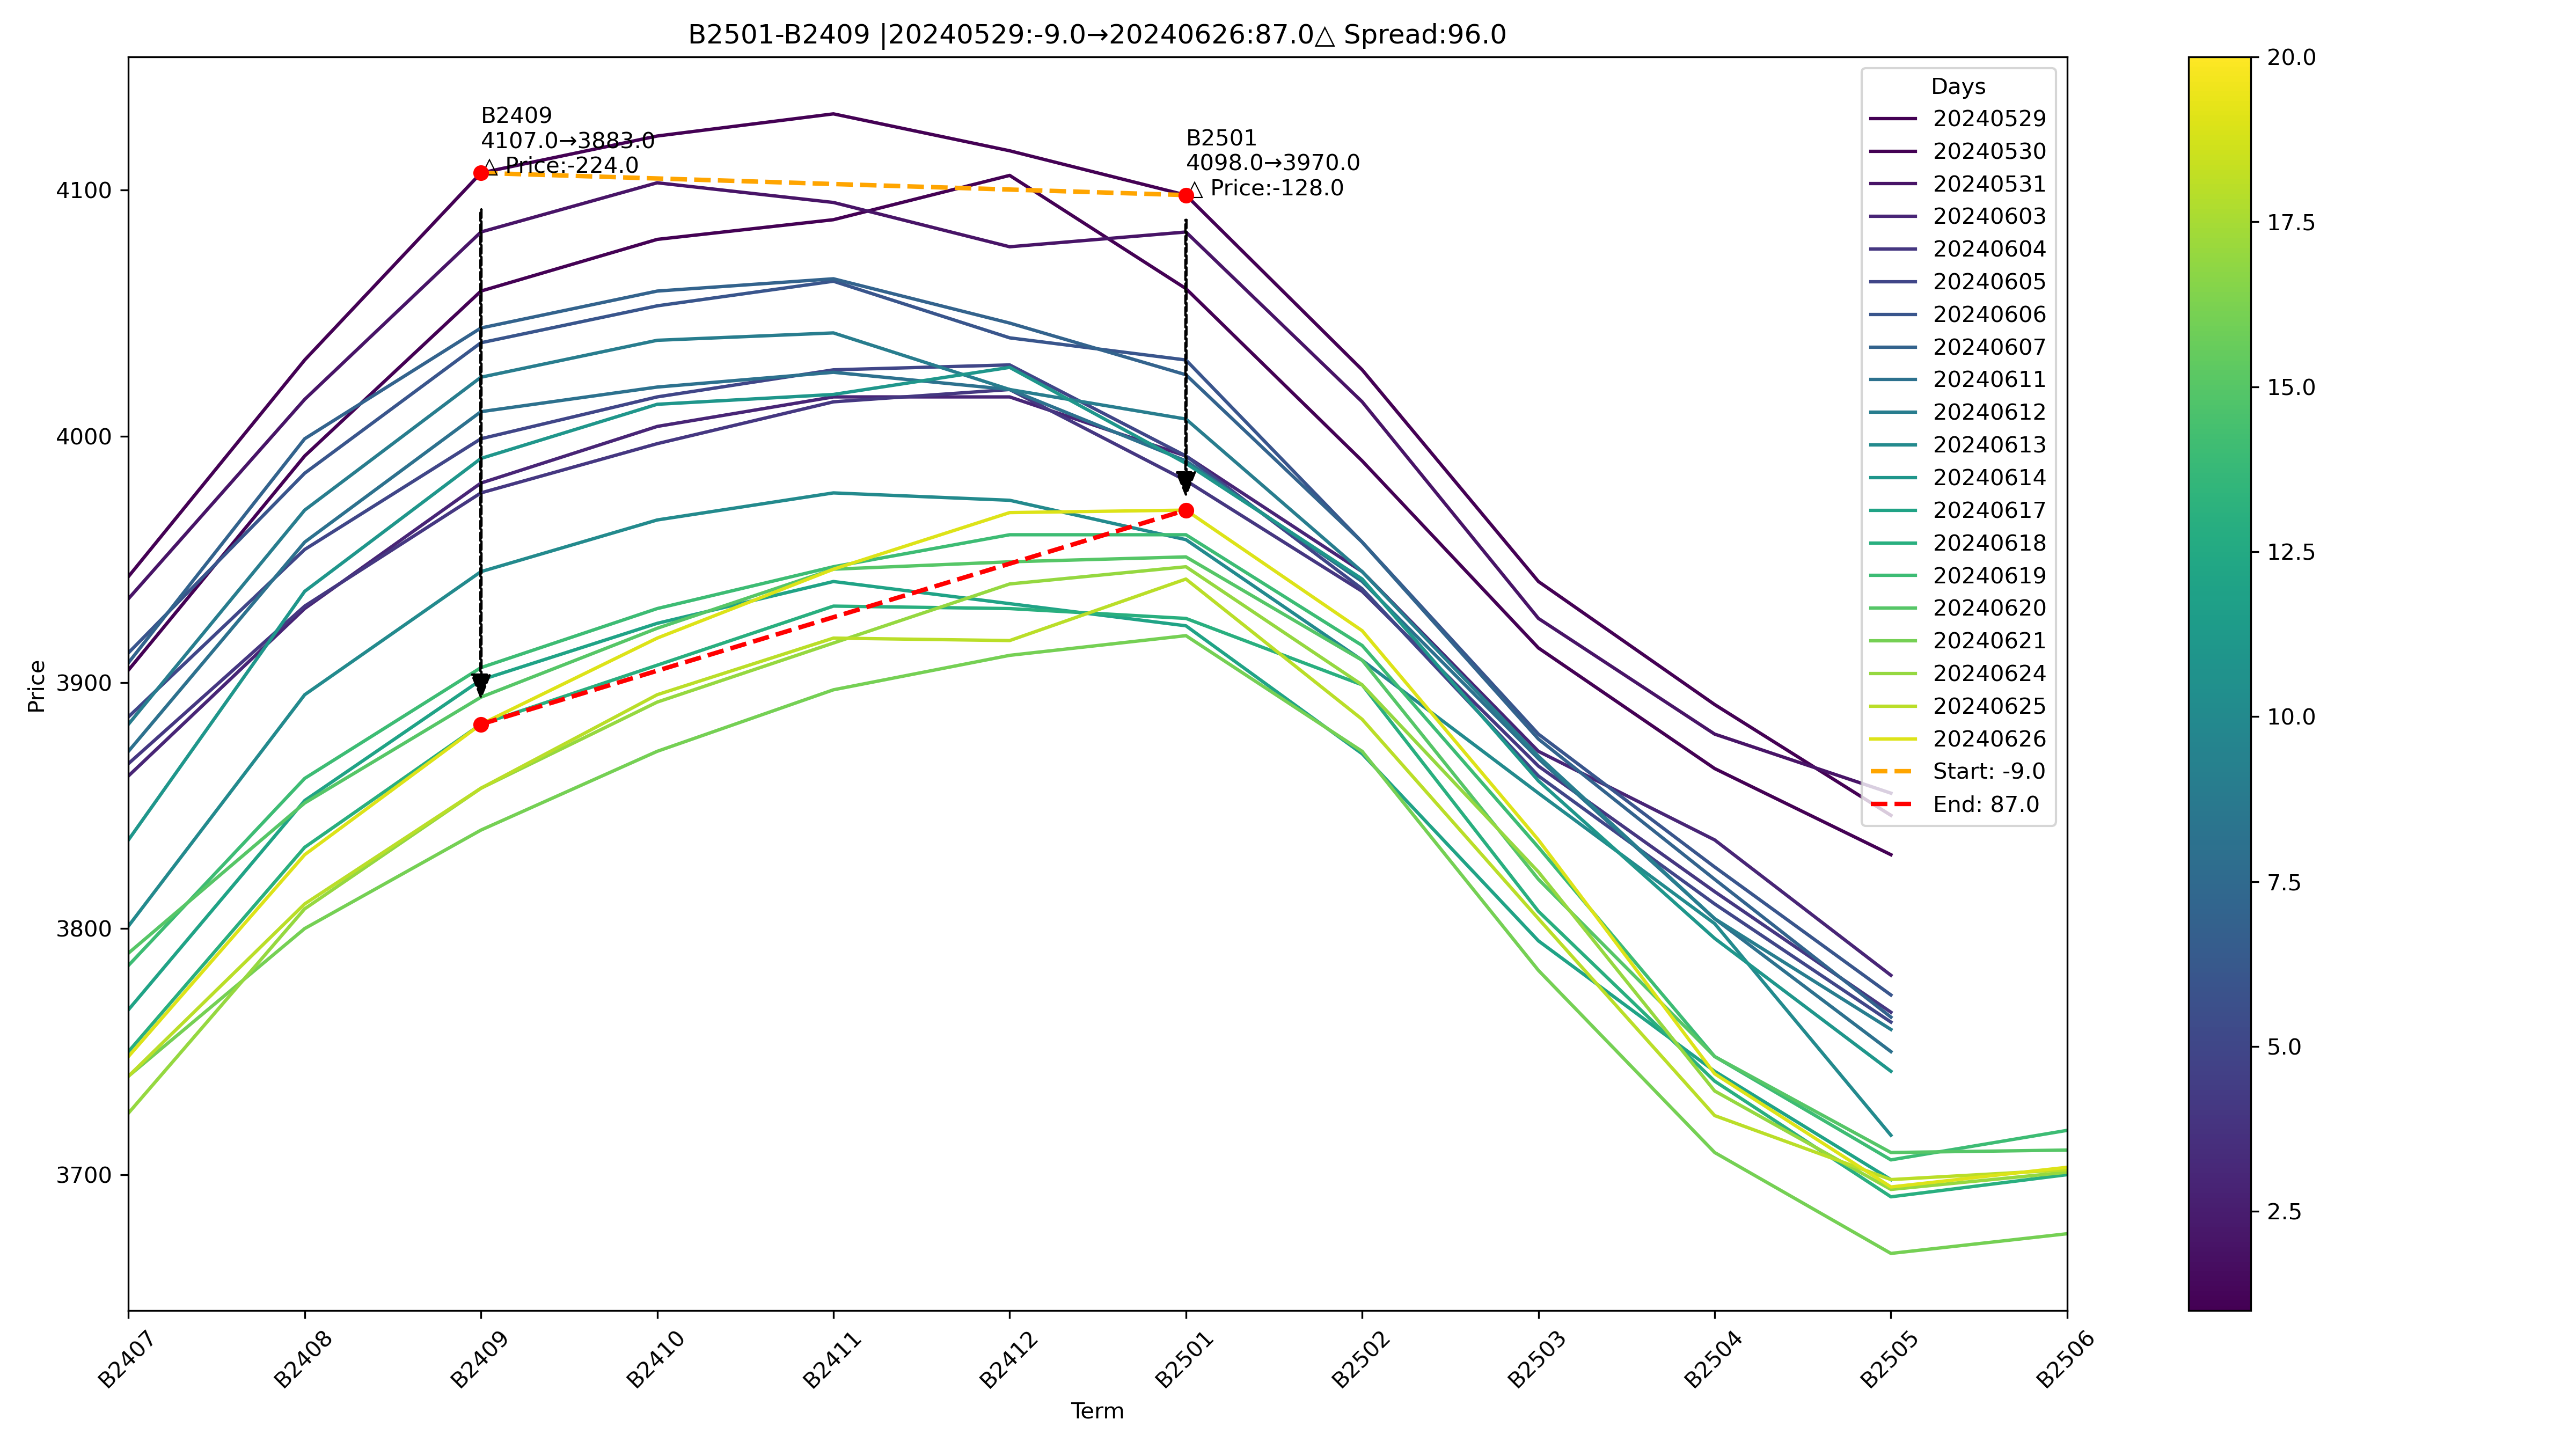 B2501-B2409 |20240529:-9.0→20240626:87.0△ Spread:96.0
B2409
4107.0→3883.0
△ Price:-224.0
B2501
4098.0→3970.0
△ Price:-128.0
Price
4100
4000
3900
3800
3700
B2407
B2408
B2409
B2410
B2411
B2412
B2501
B2502
B2503
B2504
B2505
B2506
Term
Days
20240529
20240530
20240531
20240603
20240604
20240605
20240606
20240607
20240611
20240612
20240613
20240614
20240617
20240618
20240619
20240620
20240621
20240624
20240625
20240626
Start: -9.0
End: 87.0
20.0
17.5
15.0
12.5
10.0
7.5
5.0
2.5